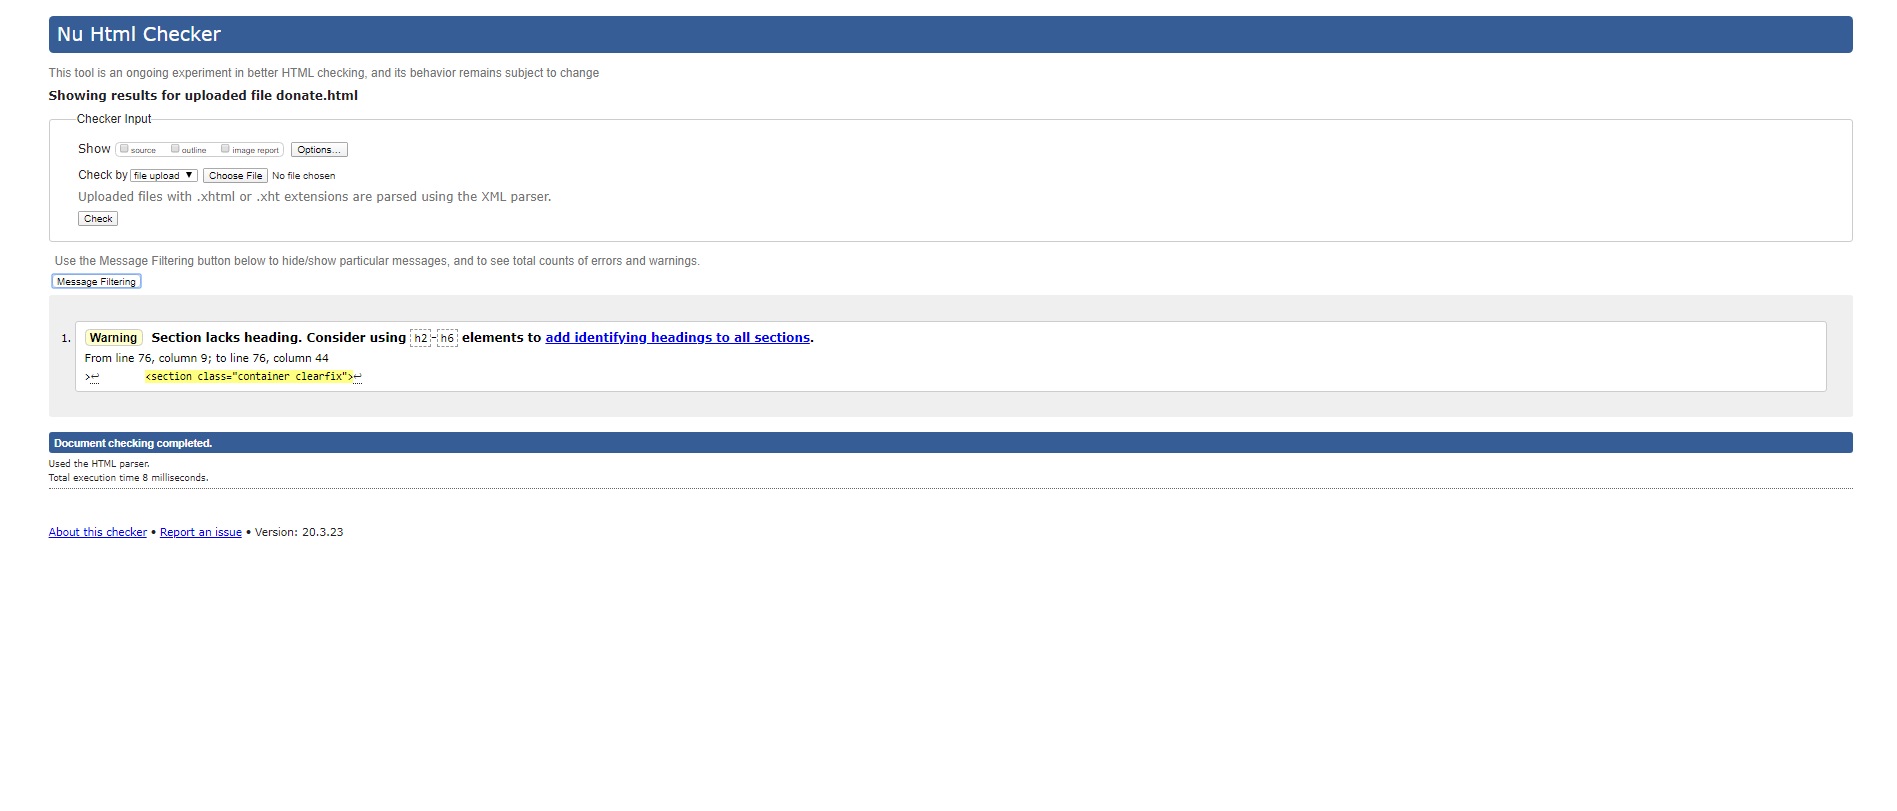 Nu Html Checker
This tool is an ongoing experiment in better HTML checking, and its behavior remains subject to change
Showing results for uploaded file donate.html
Checker Input
Show source outline image report Options...
Check by file upload ▼ Choose File No file chosen
Uploaded files with .xhtml or .xht extensions are parsed using the XML parser.
Check
Use the Message Filtering button below to hide/show particular messages, and to see total counts of errors and warnings.
Message Filtering
1. Warning Section lacks heading. Consider using h2-h6 elements to add identifying headings to all sections.
From line 76, column 9; to line 76, column 44
>↩ <section class="container clearfix">↩
Document checking completed.
Used the HTML parser.
Total execution time 8 milliseconds.
About this checker • Report an issue • Version: 20.3.23